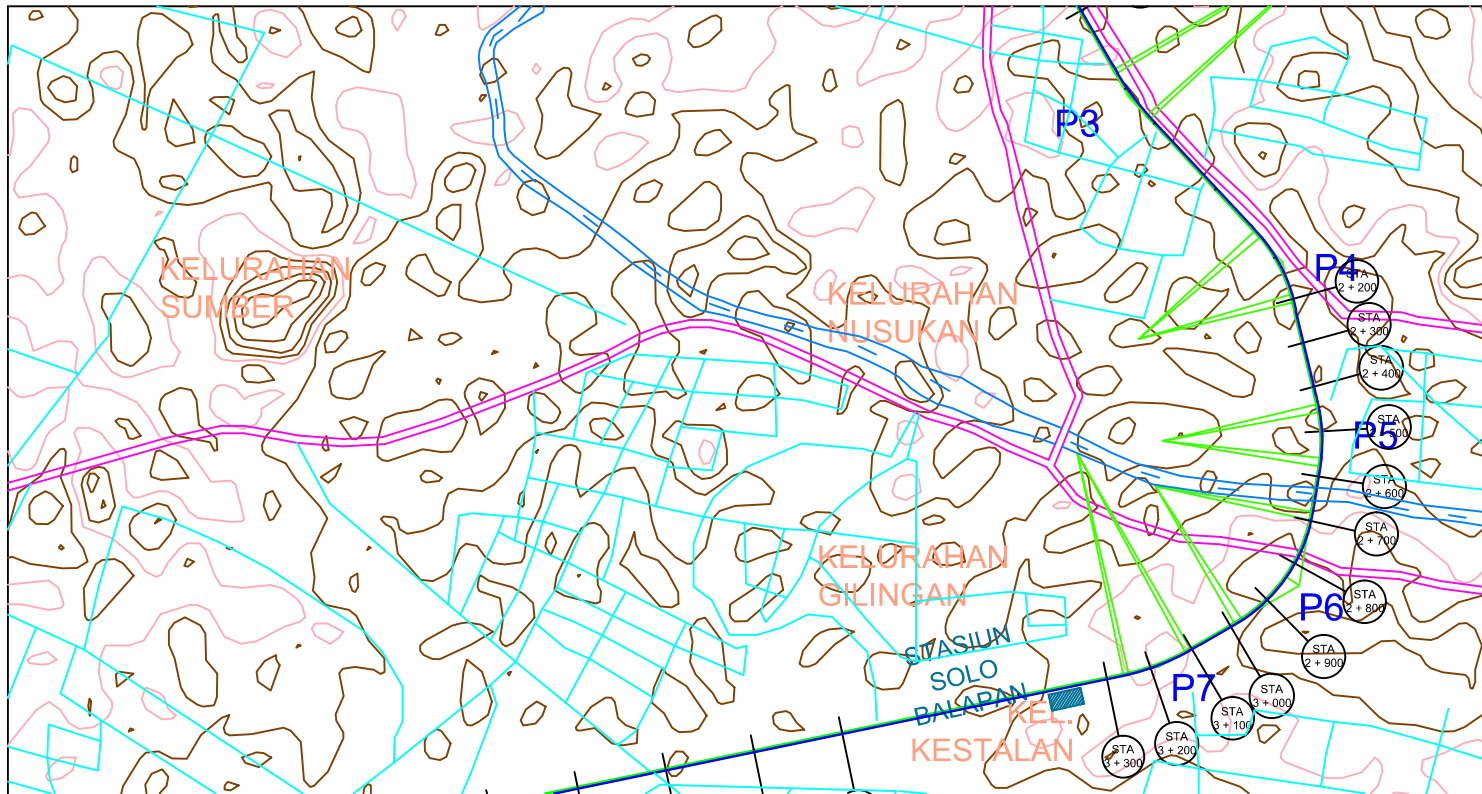 P3
KELURAHAN
SUMBER
KELURAHAN
NUSUKAN
P4
STA
2 + 200
STA
2 + 300
STA
2 + 400
P5
STA
2 + 500
STA
2 + 600
STA
2 + 700
KELURAHAN
GILINGAN
P6
STA
2 + 800
STA
2 + 900
STASIUN
SOLO
BALAPAN
P7
STA
3 + 000
STA
3 + 100
STA
3 + 200
STA
3 + 300
KEL.
KESTALAN